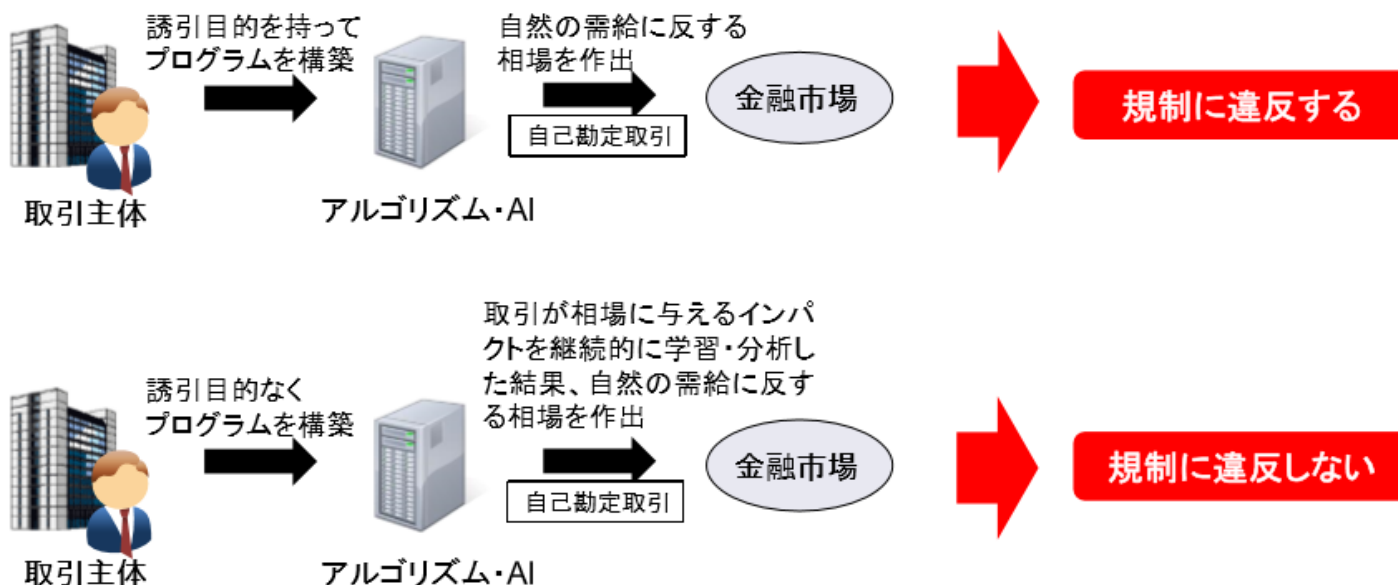 誘引目的を持って
プログラムを構築
自然の需給に反する
相場を作出
金融市場
自己勘定取引
規制に違反する
取引主体
アルゴリズム・AI
取引が相場に与えるインパ
クトを継続的に学習・分析し
た結果、自然の需給に反す
る相場を作出
誘引目的なく
プログラムを構築
金融市場
自己勘定取引
規制に違反しない
取引主体
アルゴリズム・AI